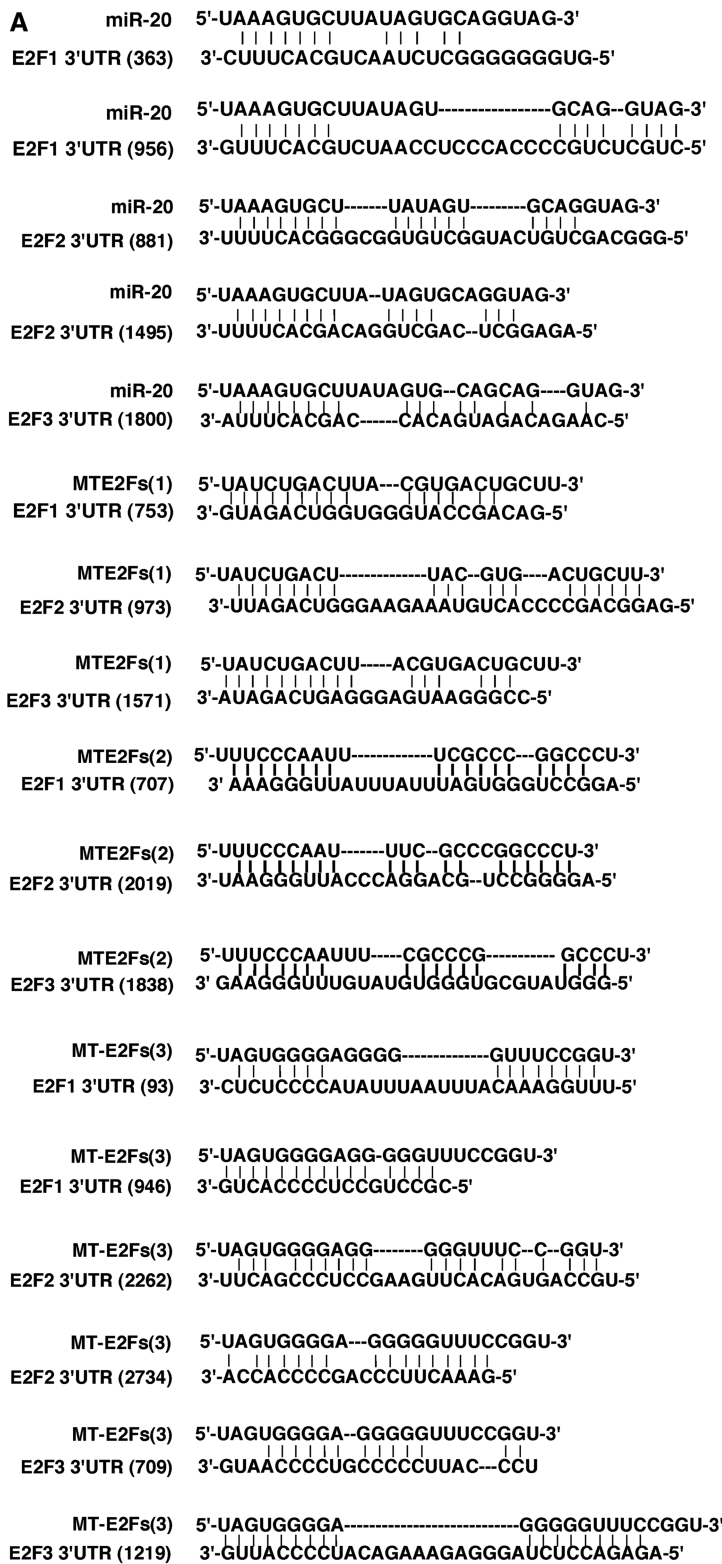 A
miR-20 5'-UAAAGUGCUUAUAGUGCAGGUAG-3'
E2F1 3'UTR (363) 3'-CUUUCACGUCAAUCUCGGGGGGGUG-5'
miR-20 5'-UAAAGUGCUUAUAGU----------------GCAG--GUAG-3'
E2F1 3'UTR (956) 3'-GUUUCACGUCUAACCUCCCACCCCGUCUCGUC-5'
miR-20 5'-UAAAGUGCU-------UAUAGU---------GCAGGUAG-3'
E2F2 3'UTR (881) 3'-UUUUCACGGGCGGUGUCGGUACUGUCGACGGG-5'
miR-20 5'-UAAAGUGCUUA--UAGUGCAGGUAG-3'
E2F2 3'UTR (1495) 3'-UUUUCACGACAGGUCGAC--UCGGAGA-5'
miR-20 5'-UAAAGUGCUUAUAGUG--CAGCAG----GUAG-3'
E2F3 3'UTR (1800) 3'-AUUUCACGAC------CACAGUAGACAGAAC-5'
MTE2Fs(1) 5'-UAUCUGACUUA---CGUGACUGCUU-3'
E2F1 3'UTR (753) 3'-GUAGACUGGUGGGUACCGACAG-5'
MTE2Fs(1) 5'-UAUCUGACU--------------UAC--GUG----ACUGCUU-3'
E2F2 3'UTR (973) 3'-UUAGACUGGGAAGAAAUGUCACCCCGACGGAG-5'
MTE2Fs(1) 5'-UAUCUGACUU-----ACGUGACUGCUU-3'
E2F3 3'UTR (1571) 3'-AUAGACUGAGGGAGUAAGGGCC-5'
MTE2Fs(2) 5'-UUUCCCAAUU-------------UCGCCC---GGCCCU-3'
E2F1 3'UTR (707) 3' AAAGGGUUAUUUAUUUAGUGGGUCCGGA-5'
MTE2Fs(2) 5'-UUUCCCAAU-------UUC--GCCCGGCCCU-3'
E2F2 3'UTR (2019) 3'-UAAGGGUUACCCAGGACG--UCCGGGGA-5'
MTE2Fs(2) 5'-UUUCCCAAUUU-----CGCCCG----------- GCCCU-3'
E2F3 3'UTR (1838) 3' GAAGGGUUUGUAUGUGGGUGCGUAUGGG-5'
MT-E2Fs(3) 5'-UAGUGGGGAGGGG--------------GUUUCCGGU-3'
E2F1 3'UTR (93) 3'-CUCUCCCCAUAUUUAAUUUACAAAGGUUU-5'
MT-E2Fs(3) 5'-UAGUGGGGAGG-GGGUUUCCGGU-3'
E2F1 3'UTR (946) 3'-GUCACCCCUCCGUCCGC-5'
MT-E2Fs(3) 5'-UAGUGGGGAGG--------GGGUUUC--C--GGU-3'
E2F2 3'UTR (2262) 3'-UUCAGCCCUCCGAAGUUCACAGUGACCGU-5'
MT-E2Fs(3) 5'-UAGUGGGGA---GGGGGUUUCCGGU-3'
E2F2 3'UTR (2734) 3'-ACCACCCCGACCCUUCAAAG-5'
MT-E2Fs(3) 5'-UAGUGGGGA--GGGGGUUUCCGGU-3'
E2F3 3'UTR (709) 3'-GUAACCCCUGCCCCCUUAC---CCU
MT-E2Fs(3) 5'-UAGUGGGGA-------------------------GGGGGUUUCCGGU-3'
E2F3 3'UTR (1219) 3'-GUUACCCCUACAGAAAGAGGGAUCUCCAGAGA-5'